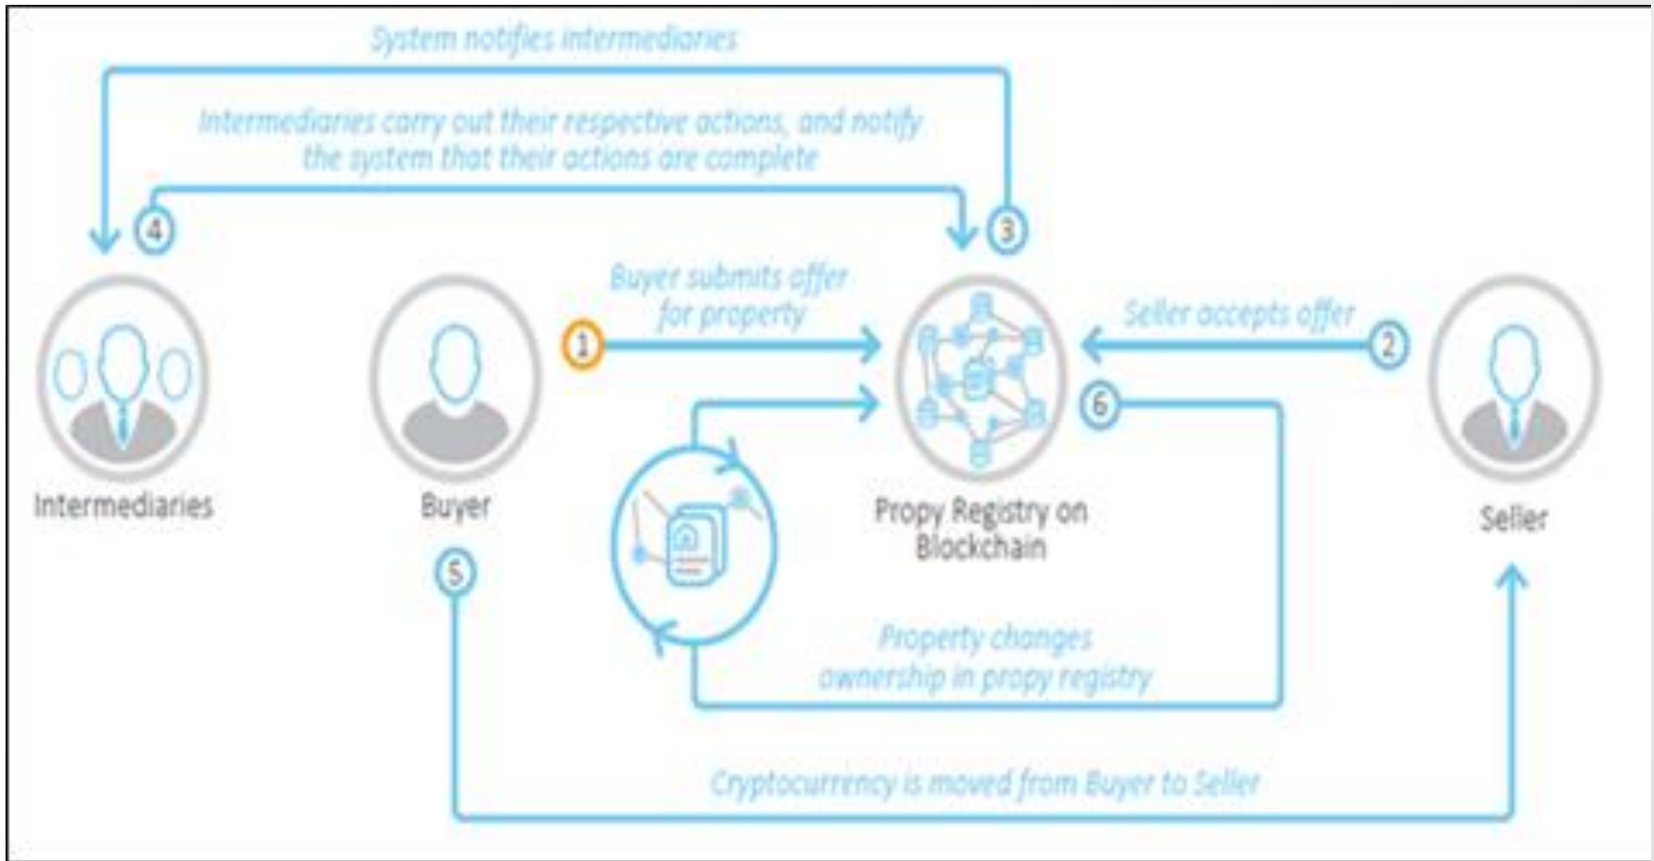 System notifies intermediaries
Intermediaries carry out their respective actions, and notify
the system that their actions are complete
4
3
Buyer submits offer
for property
1
Seller accepts offer
2
6
Intermediaries
Buyer
Propy Registry on
Blockchain
Seller
5
Property changes
ownership in propy registry
Cryptocurrency is moved from Buyer to Seller